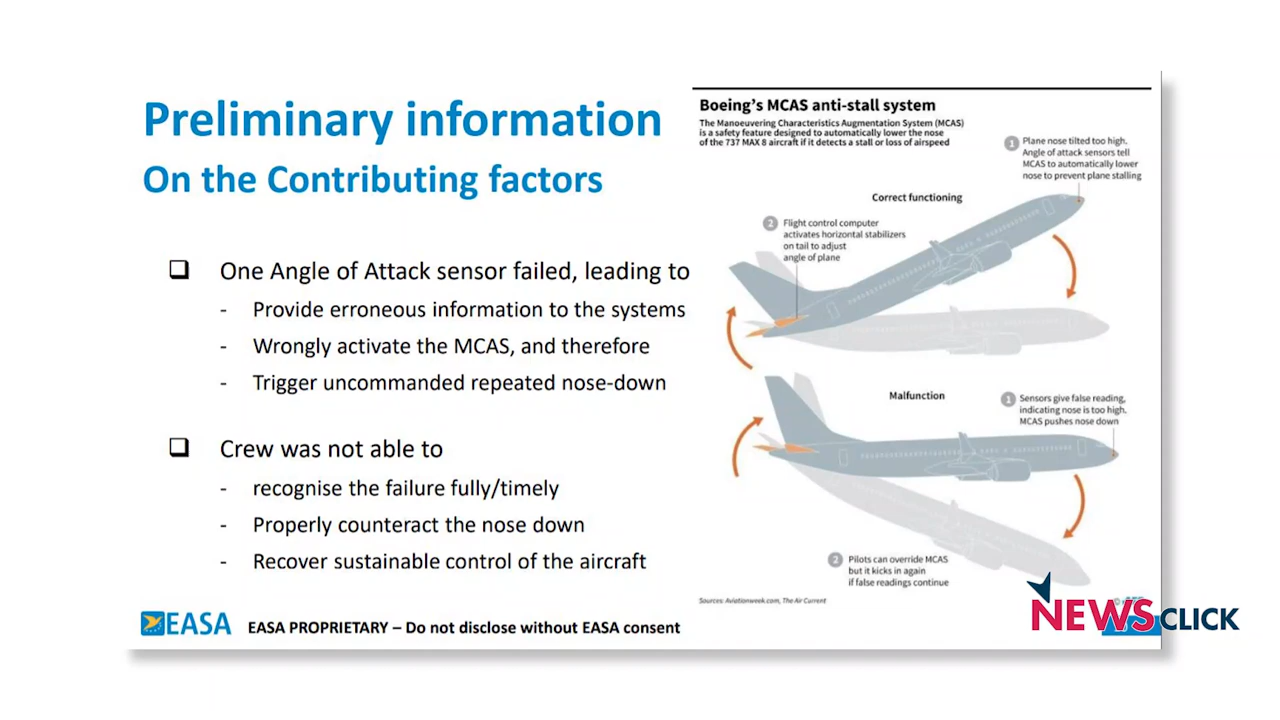 Preliminary information
On the Contributing factors
❑ One Angle of Attack sensor failed, leading to
- Provide erroneous information to the systems
- Wrongly activate the MCAS, and therefore
- Trigger uncommanded repeated nose-down
❑ Crew was not able to
- recognise the failure fully/timely
- Properly counteract the nose down
- Recover sustainable control of the aircraft
EASA
EASA PROPRIETARY – Do not disclose without EASA consent
Boeing's MCAS anti-stall system
The Manoeuvering Characteristics Augmentation System (MCAS)
is a safety feature designed to automatically lower the nose
of the 737 MAX 8 aircraft if it detects a stall or loss of airspeed
1 Plane nose tilted too high.
Angle of attack sensors tell
MCAS to automatically lower
nose to prevent plane stalling
Correct functioning
2 Flight control computer
activates horizontal stabilizers
on tail to adjust
angle of plane
Malfunction
1 Sensors give false reading,
indicating nose is too high.
MCAS pushes nose down
2 Pilots can override MCAS
but it kicks in again
if false readings continue
Sources: Aviationweek.com, The Air Current
NEWSCLICK